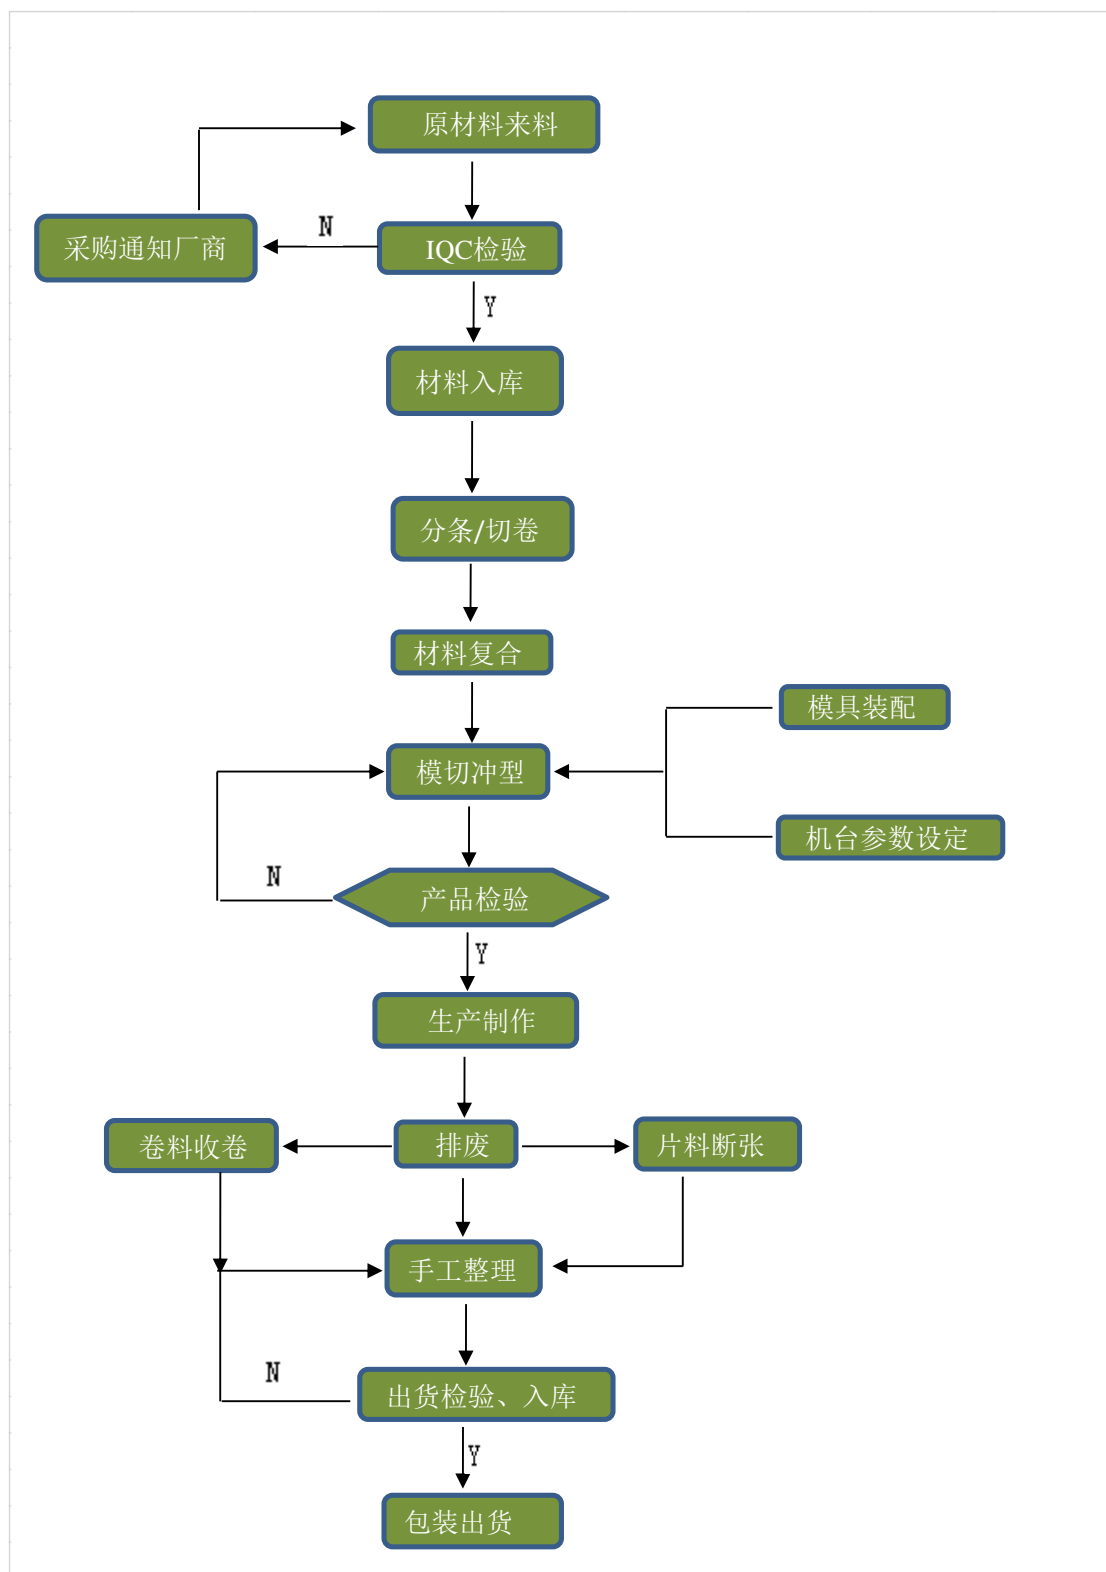 原材料来料
N
采购通知厂商
IQC检验
Y
材料入库
分条/切卷
材料复合
模具装配
模切冲型
机台参数设定
N
产品检验
Y
生产制作
卷料收卷
排废
片料断张
手工整理
N
出货检验、入库
Y
包装出货